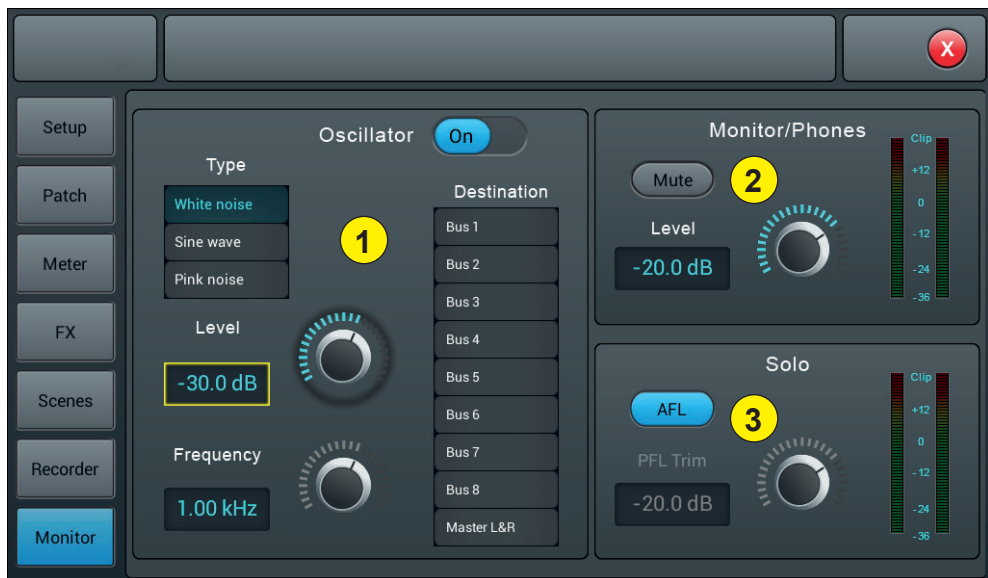 X
Setup
Patch
Meter
FX
Scenes
Recorder
Monitor
Oscillator
On
Type
White noise
Sine wave
Pink noise
1
Level
-30.0 dB
Frequency
1.00 kHz
Destination
Bus 1
Bus 2
Bus 3
Bus 4
Bus 5
Bus 6
Bus 7
Bus 8
Master L&R
Monitor/Phones
Mute
2
Level
-20.0 dB
Clip
+12
0
-12
-24
-36
Solo
AFL
3
PFL Trim
-20.0 dB
Clip
+12
0
-12
-24
-36